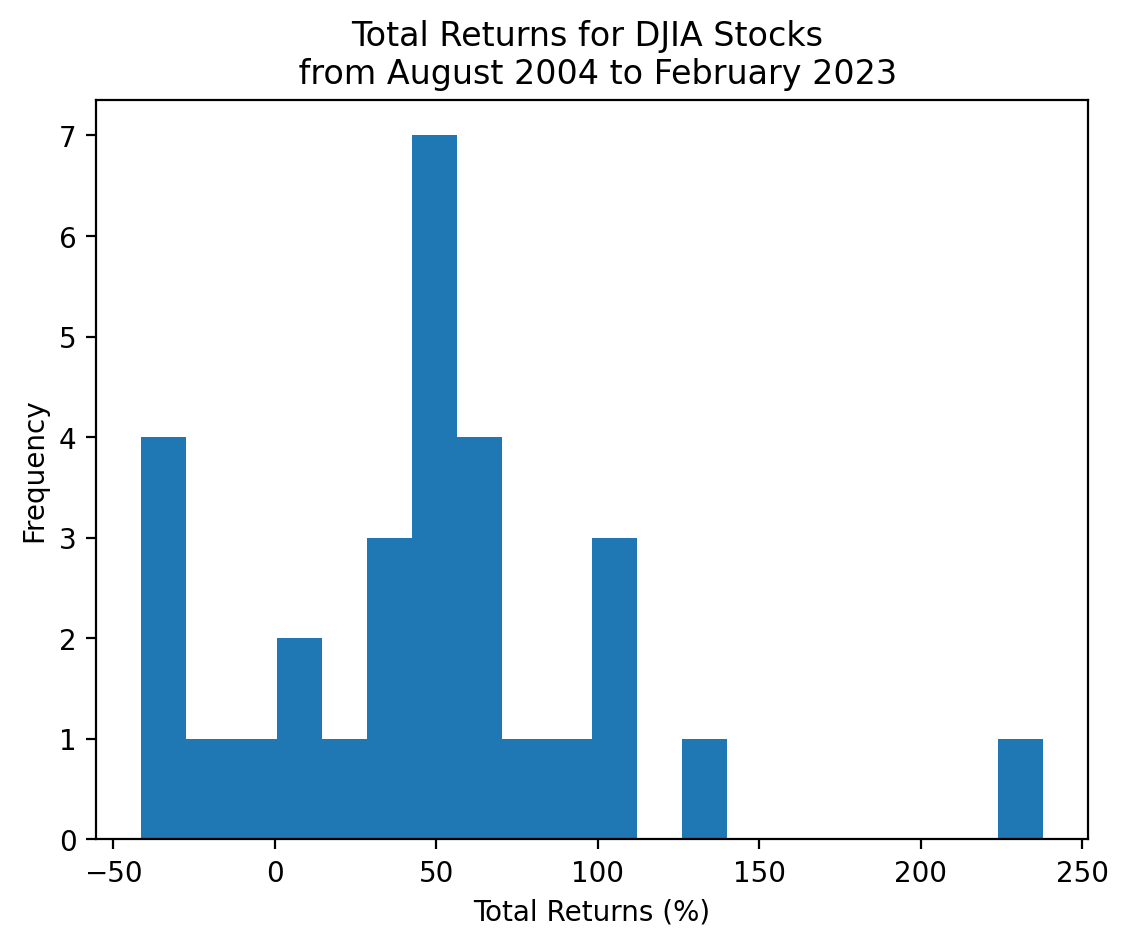 Total Returns for DJIA Stocks
from August 2004 to February 2023
7
6
5
4
3
2
1
0
Frequency
−50 0 50 100 150 200 250
Total Returns (%)